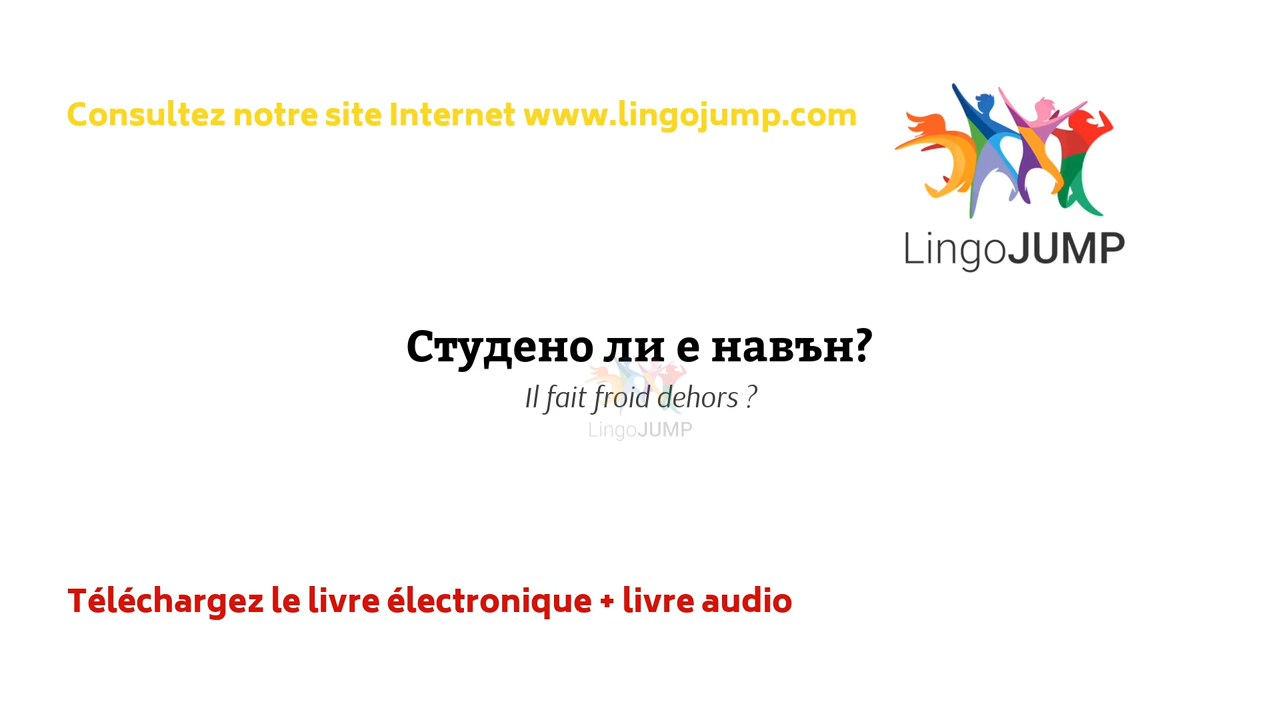 Consultez notre site Internet www.lingojump.com
LingoJUMP
Студено ли е навън?
Il fait froid dehors ?
LingoJUMP
Téléchargez le livre électronique + livre audio